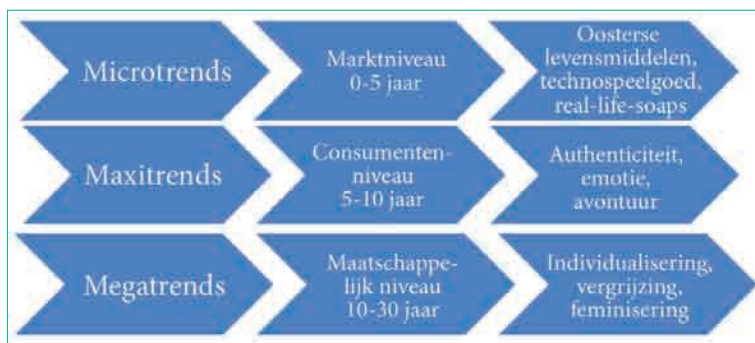 Microtrends
Marktniveau
0-5 jaar
Oosterse
levensmiddelen,
technospeelgoed,
real-life-soaps
Maxitrends
Consumenten-
niveau
5-10 jaar
Authenticiteit,
emotie,
avontuur
Megatrends
Maatschappe-
lijk niveau
10-30 jaar
Individualisering,
vergrijzing,
feminisering